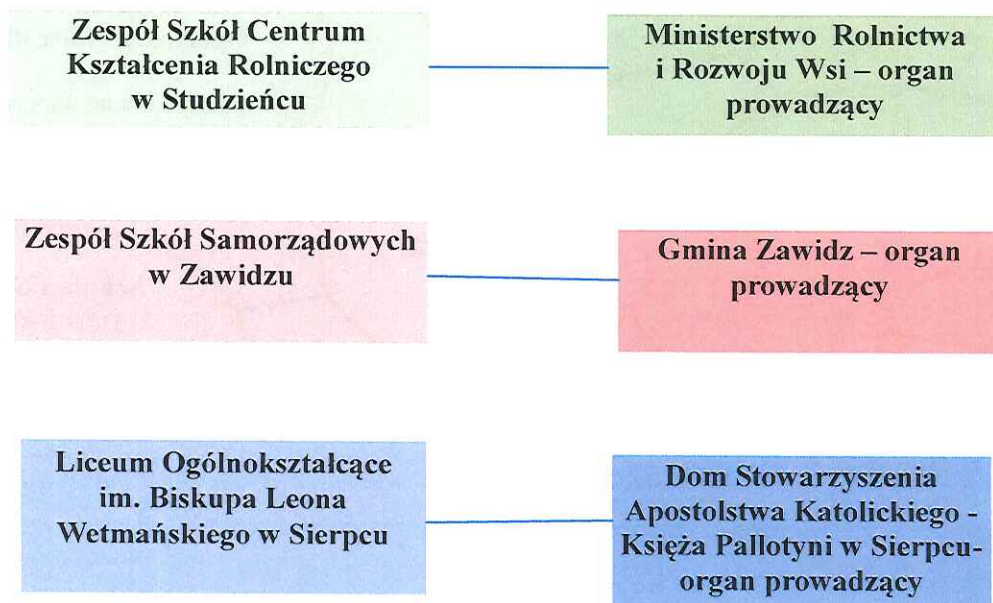 Zespół Szkół Centrum
Kształcenia Rolniczego
w Studzieńcu
Ministerstwo Rolnictwa
i Rozwoju Wsi – organ
prowadzący
Zespół Szkół Samorządowych
w Zawidzu
Gmina Zawidz – organ
prowadzący
Liceum Ogólnokształcące
im. Biskupa Leona
Wetmańskiego w Sierpcu
Dom Stowarzyszenia
Apostolstwa Katolickiego -
Księża Pallotyni w Sierpcu-
organ prowadzący